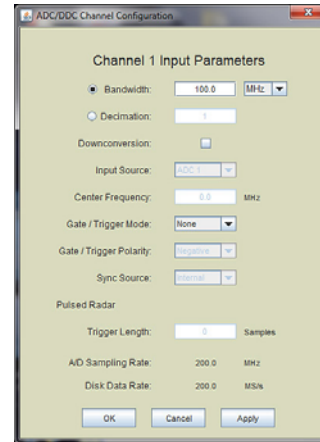 ADC/DDC Channel Configuration
Channel 1 Input Parameters
Bandwidth: 100.0 MHz
Decimation: 1
Downconversion:
Input Source: ADC 1
Center Frequency: 0.0 MHz
Gate / Trigger Mode: None
Gate / Trigger Polarity: Negative
Sync Source: Internal
Pulsed Radar
Trigger Length: 0 Samples
A/D Sampling Rate: 200.0 MHz
Disk Data Rate: 200.0 MS/s
OK Cancel Apply